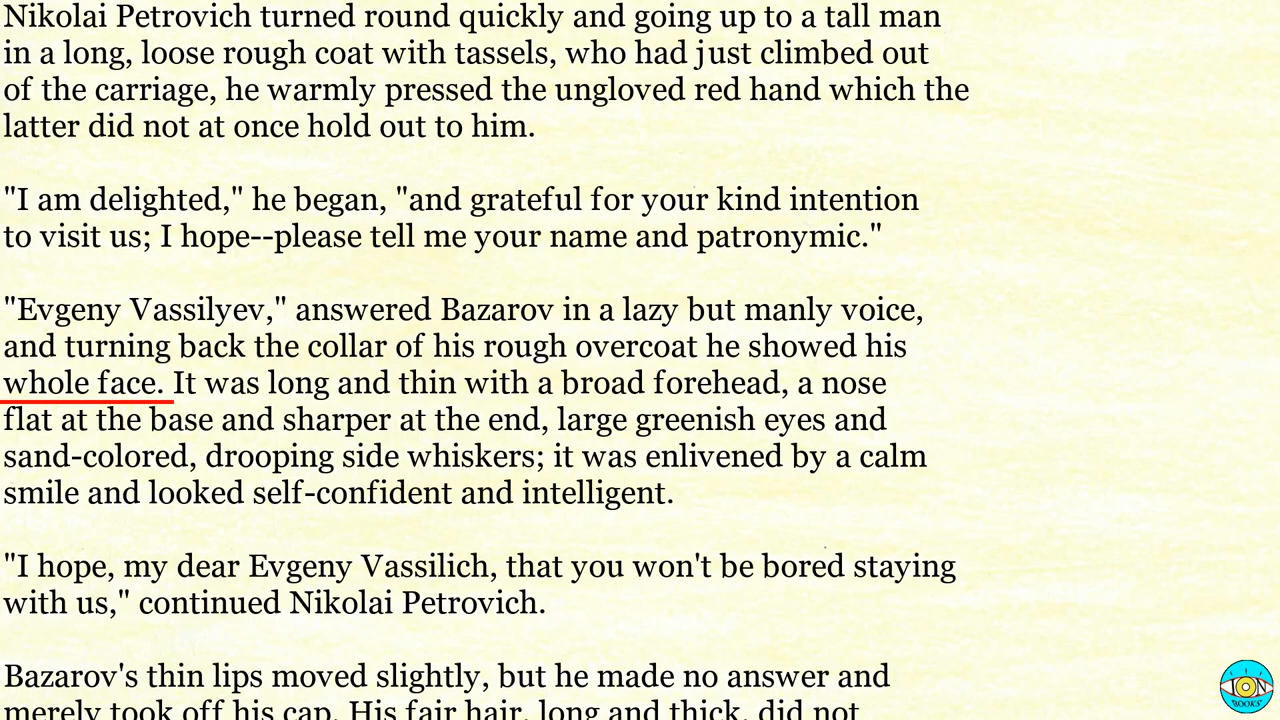 Nikolai Petrovich turned round quickly and going up to a tall man
in a long, loose rough coat with tassels, who had just climbed out
of the carriage, he warmly pressed the ungloved red hand which the
latter did not at once hold out to him.
"I am delighted," he began, "and grateful for your kind intention
to visit us; I hope--please tell me your name and patronymic."
"Evgeny Vassilyev," answered Bazarov in a lazy but manly voice,
and turning back the collar of his rough overcoat he showed his
whole face. It was long and thin with a broad forehead, a nose
flat at the base and sharper at the end, large greenish eyes and
sand-colored, drooping side whiskers; it was enlivened by a calm
smile and looked self-confident and intelligent.
"I hope, my dear Evgeny Vassilich, that you won't be bored staying
with us," continued Nikolai Petrovich.
Bazarov's thin lips moved slightly, but he made no answer and
merely took off his cap. His fair hair, long and thick, did not
ION
BOOKS